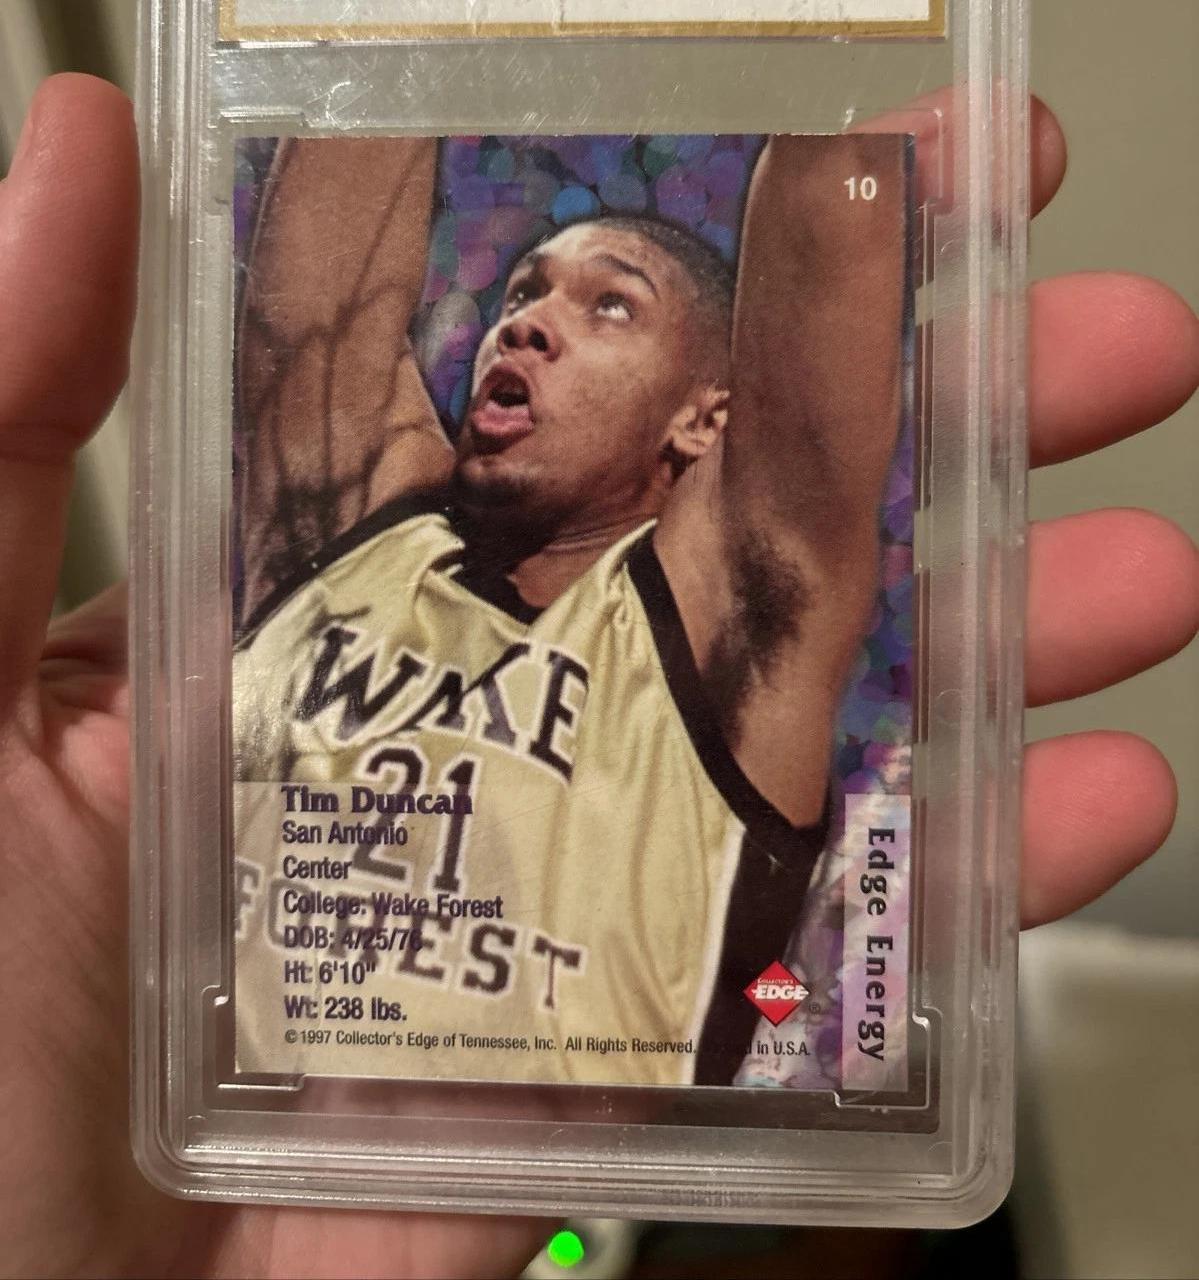 10
WAKE
21
FOREST
Tim Duncan
San Antonio
Center
College: Wake Forest
DOB: 4/25/76
Ht: 6'10"
Wt: 238 lbs.
© 1997 Collector's Edge of Tennessee, Inc. All Rights Reserved. in U.S.A.
COLLECTOR'S
EDGE
®
Edge Energy